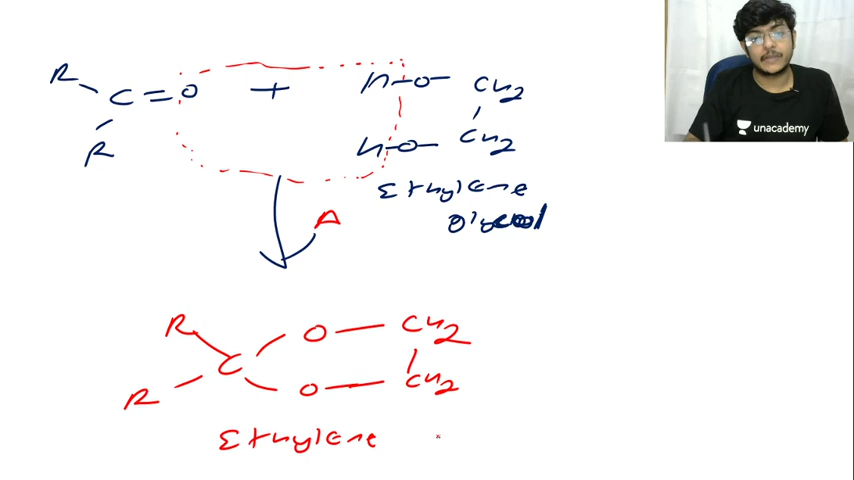 R
C = O + H-O- CH2
R H-O- CH2
Ethylene
Glycol
Δ
R O — CH2
C
R O — CH2
Ethylene
unacademy